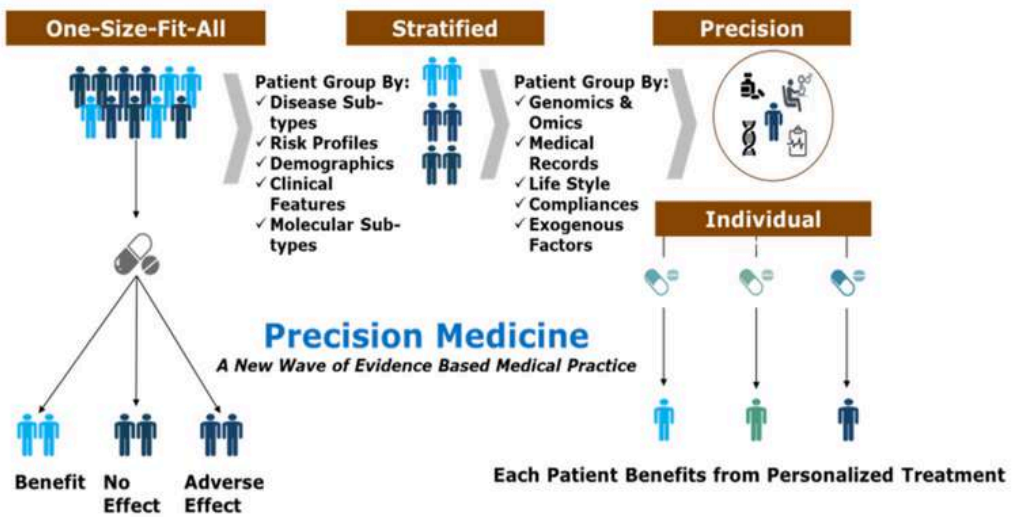 One-Size-Fit-All
Stratified
Precision
Patient Group By:
✓ Disease Sub-
types
✓ Risk Profiles
✓ Demographics
✓ Clinical
Features
✓ Molecular Sub-
types
Patient Group By:
✓ Genomics &
Omics
✓ Medical
Records
✓ Life Style
✓ Compliances
✓ Exogenous
Factors
Individual
Precision Medicine
A New Wave of Evidence Based Medical Practice
Benefit
No
Effect
Adverse
Effect
Each Patient Benefits from Personalized Treatment